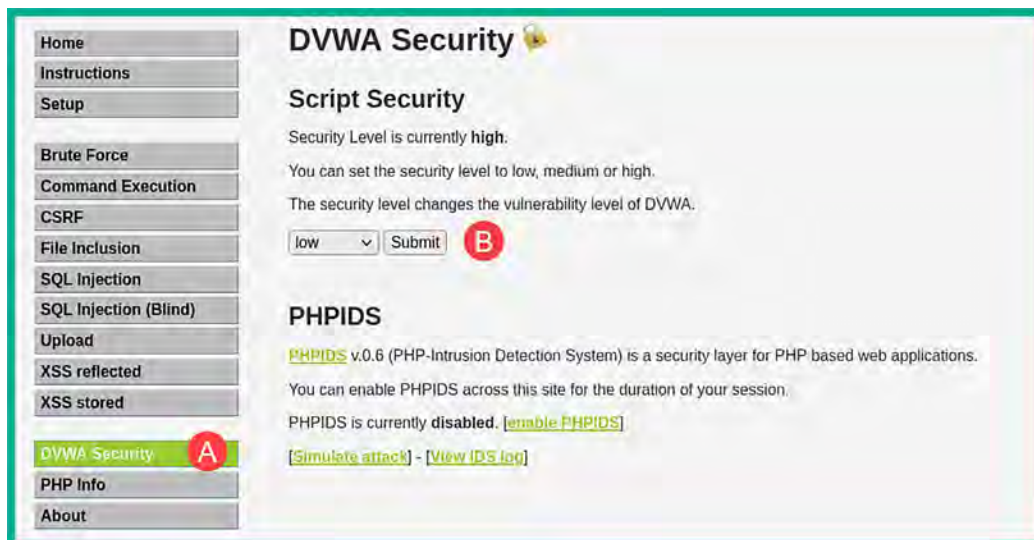 Home
Instructions
Setup
Brute Force
Command Execution
CSRF
File Inclusion
SQL Injection
SQL Injection (Blind)
Upload
XSS reflected
XSS stored
DVWA Security
A
PHP Info
About
DVWA Security
Script Security
Security Level is currently high.
You can set the security level to low, medium or high.
The security level changes the vulnerability level of DVWA.
low Submit B
PHPIDS
PHPIDS v.0.6 (PHP-Intrusion Detection System) is a security layer for PHP based web applications.
You can enable PHPIDS across this site for the duration of your session.
PHPIDS is currently disabled. [enable PHPIDS]
[Simulate attack] - [View IDS log]